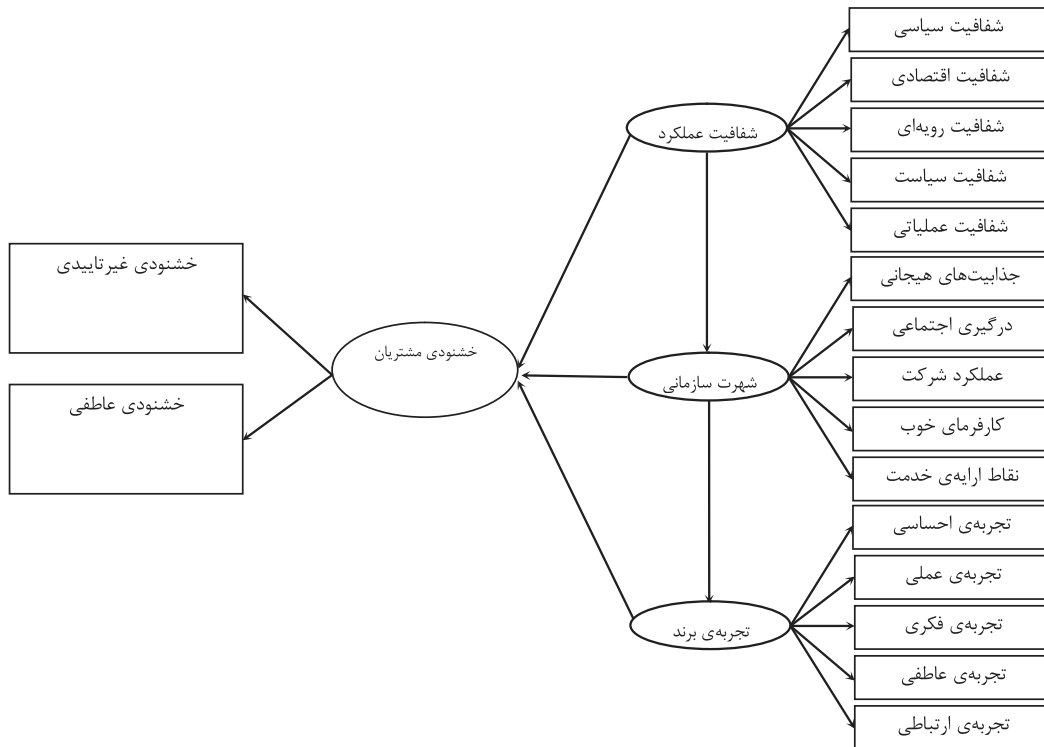 شفافیت سیاسی
شفافیت اقتصادی
شفافیت رویه‌ای
شفافیت سیاست
شفافیت عملیاتی
شفافیت عملکرد
جذابیت‌های هیجانی
درگیری اجتماعی
عملکرد شرکت
کارفرمای خوب
نقاط ارایه‌ی خدمت
شهرت سازمانی
تجربه‌ی احساسی
تجربه‌ی عملی
تجربه‌ی فکری
تجربه‌ی عاطفی
تجربه‌ی ارتباطی
تجربه‌ی برند
خشنودی مشتریان
خشنودی غیرتاییدی
خشنودی عاطفی